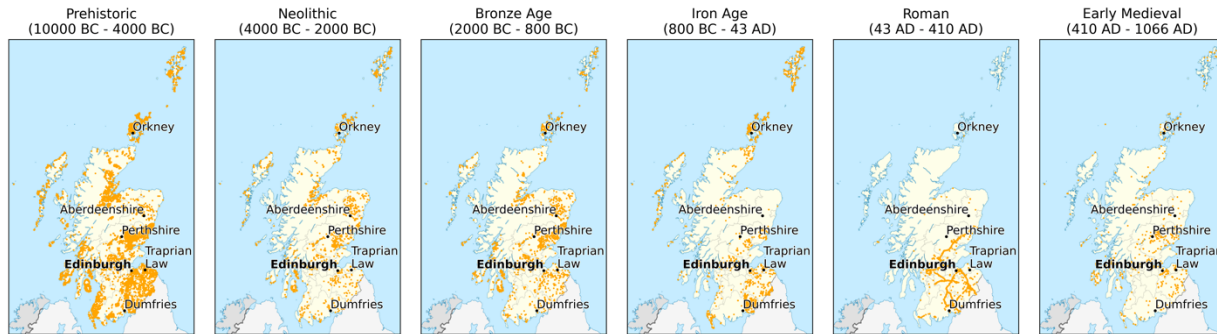 Prehistoric
(10000 BC - 4000 BC)
Orkney
Aberdeenshire
Perthshire
Traprian
Edinburgh
Law
Dumfries
Neolithic
(4000 BC - 2000 BC)
Orkney
Aberdeenshire
Perthshire
Traprian
Edinburgh
Law
Dumfries
Bronze Age
(2000 BC - 800 BC)
Orkney
Aberdeenshire
Perthshire
Traprian
Edinburgh
Law
Dumfries
Iron Age
(800 BC - 43 AD)
Orkney
Aberdeenshire
Perthshire
Traprian
Edinburgh
Law
Dumfries
Roman
(43 AD - 410 AD)
Orkney
Aberdeenshire
Perthshire
Traprian
Edinburgh
Law
Dumfries
Early Medieval
(410 AD - 1066 AD)
Orkney
Aberdeenshire
Perthshire
Traprian
Edinburgh
Law
Dumfries